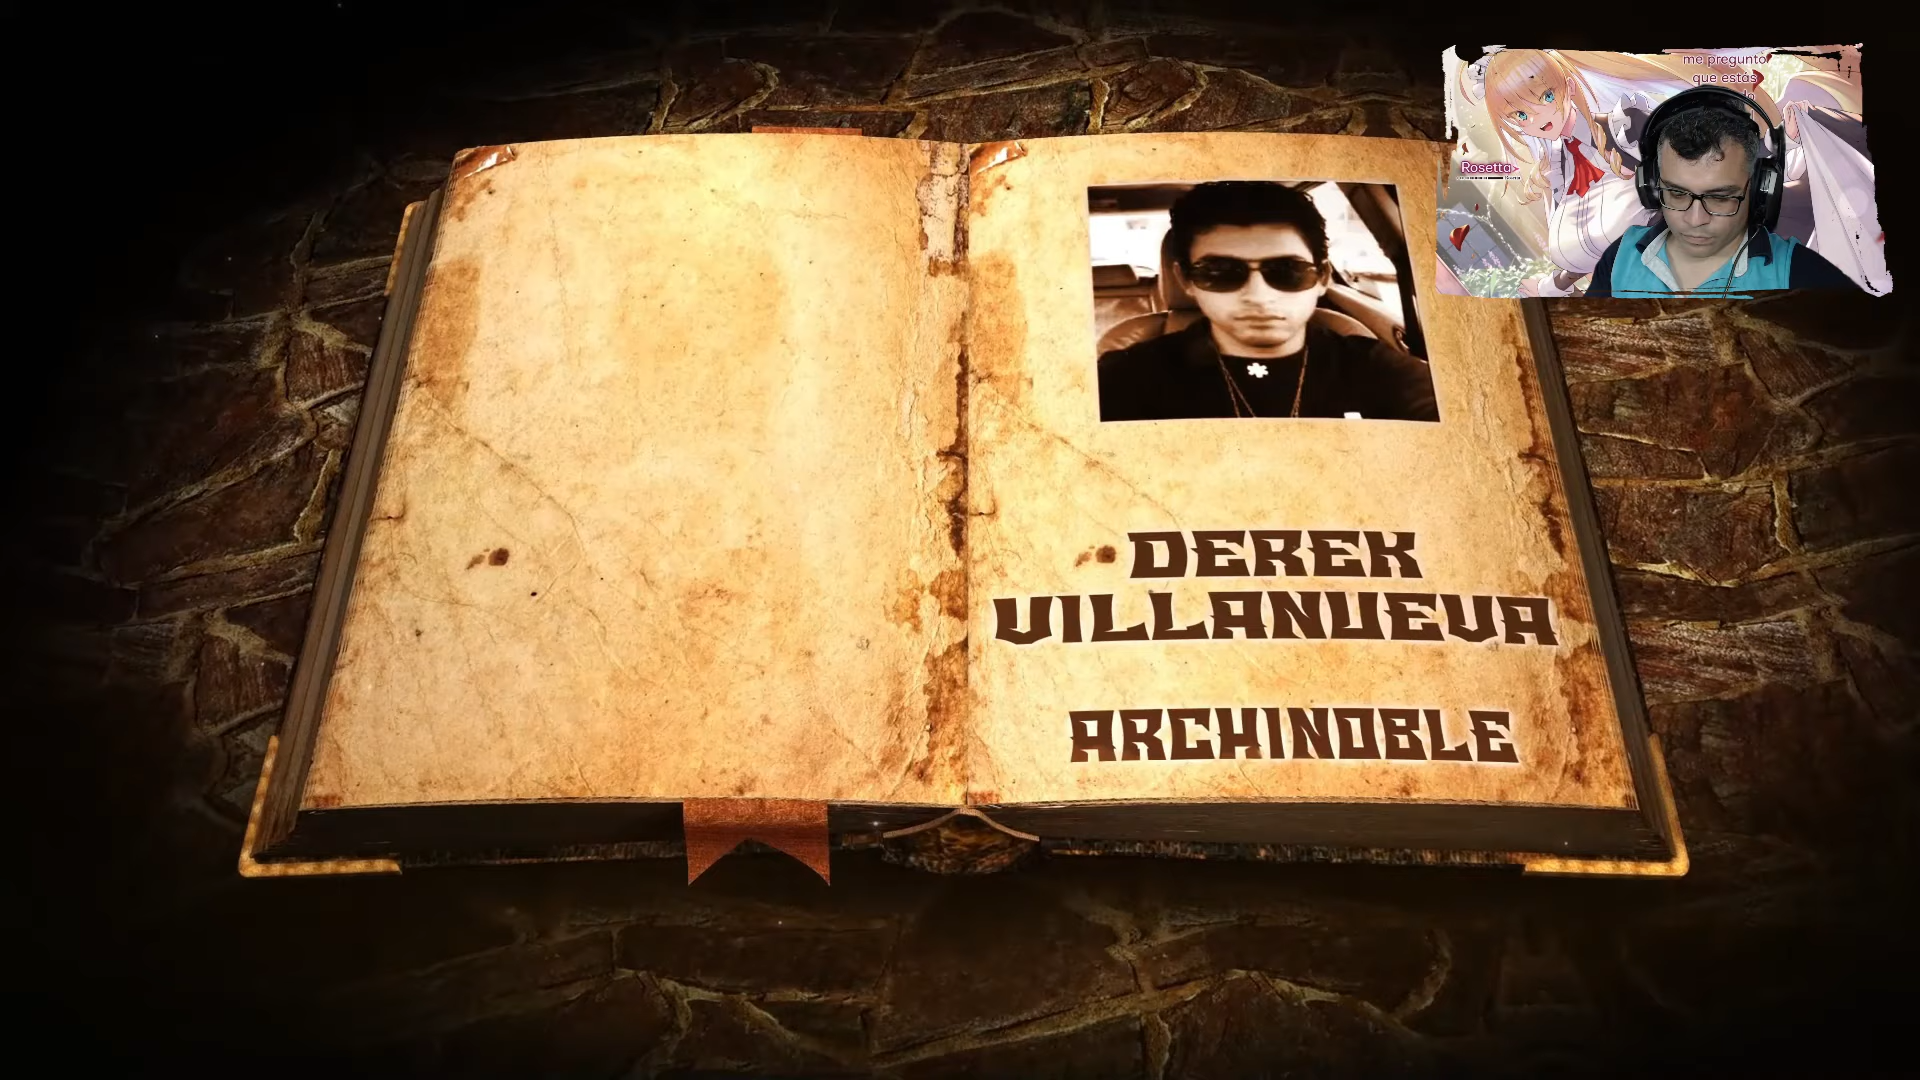 me pregunto
que estás
Rosetta
DEREK
VILLANUEVA
ARCHINOBLE